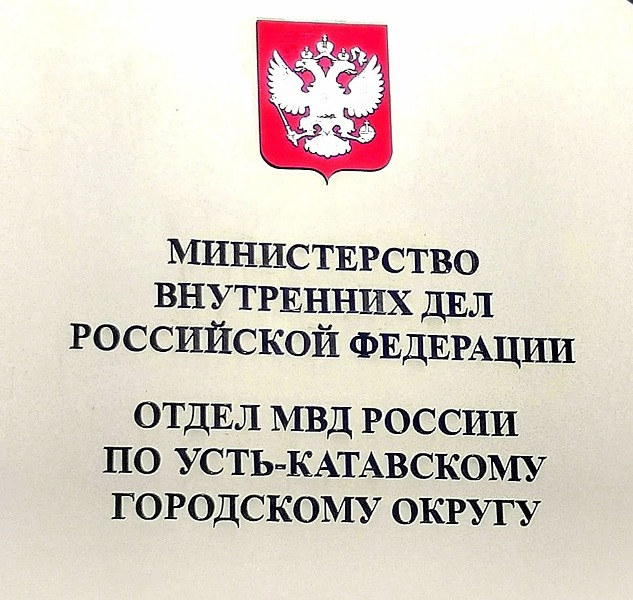 МИНИСТЕРСТВО
ВНУТРЕННИХ ДЕЛ
РОССИЙСКОЙ ФЕДЕРАЦИИ
ОТДЕЛ МВД РОССИИ
ПО УСТЬ-КАТАВСКОМУ
ГОРОДСКОМУ ОКРУГУ